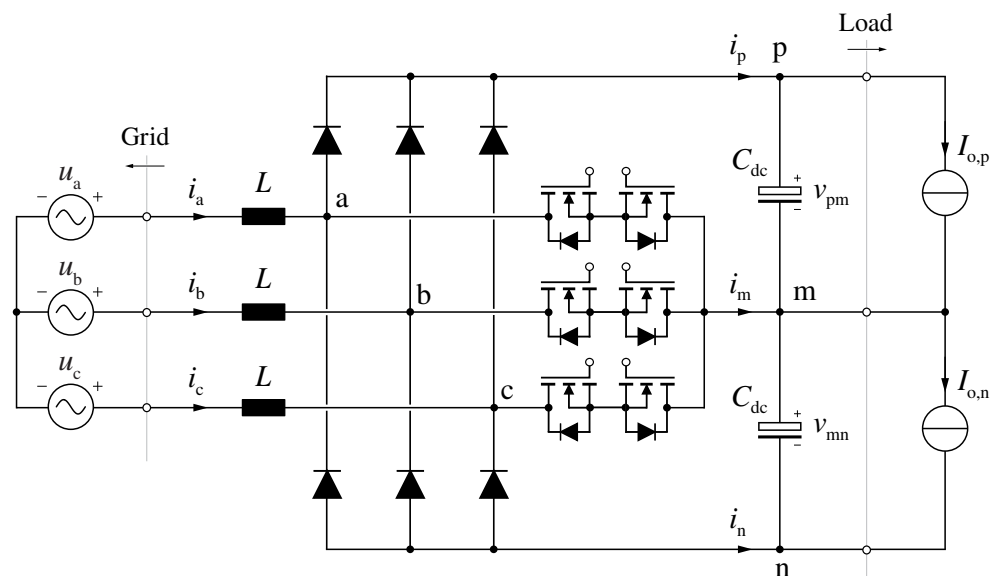 Load
i_p
p
Grid
C_dc
+
v_pm
−
I_o,p
u_a
−
+
i_a
L
a
u_b
−
+
i_b
L
b
i_m
m
u_c
−
+
i_c
L
c
C_dc
+
v_mn
−
I_o,n
i_n
n